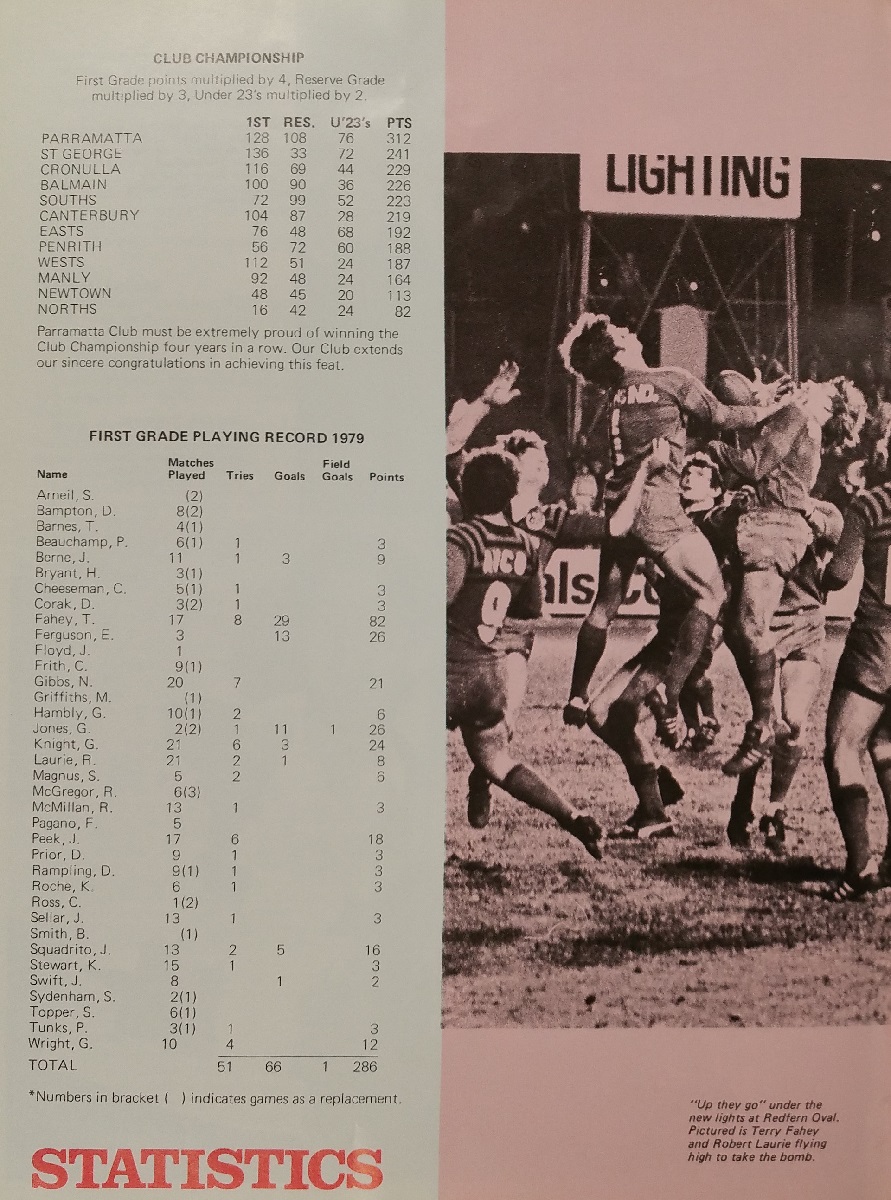 CLUB CHAMPIONSHIP
First Grade points multiplied by 4, Reserve Grade
multiplied by 3, Under 23's multiplied by 2.
1ST RES. U'23's PTS
PARRAMATTA 128 108 76 312
ST GEORGE 136 33 72 241
CRONULLA 116 69 44 229
BALMAIN 100 90 36 226
SOUTHS 72 99 52 223
CANTERBURY 104 87 28 219
EASTS 76 48 68 192
PENRITH 56 72 60 188
WESTS 112 51 24 187
MANLY 92 48 24 164
NEWTOWN 48 45 20 113
NORTHS 16 42 24 82
Parramatta Club must be extremely proud of winning the
Club Championship four years in a row. Our Club extends
our sincere congratulations in achieving this feat.
FIRST GRADE PLAYING RECORD 1979
Name Matches Played Tries Goals Field Goals Points
Arneil, S. (2)
Bampton, D. 8(2)
Barnes, T. 4(1)
Beauchamp, P. 6(1) 1 3
Berne, J. 11 1 3 9
Bryant, H. 3(1)
Cheeseman, C. 5(1) 1 3
Corak, D. 3(2) 1 3
Fahey, T. 17 8 29 82
Ferguson, E. 3 13 26
Floyd, J. 1
Frith, C. 9(1)
Gibbs, N. 20 7 21
Griffiths, M. (1)
Hambly, G. 10(1) 2 6
Jones, G. 2(2) 1 11 1 26
Knight, G. 21 6 3 24
Laurie, R. 21 2 1 8
Magnus, S. 5 2 6
McGregor, R. 6(3)
McMillan, R. 13 1 3
Pagano, F. 5
Peek, J. 17 6 18
Prior, D. 9 1 3
Rampling, D. 9(1) 1 3
Roche, K. 6 1 3
Ross, C. 1(2)
Sellar, J. 13 1 3
Smith, B. (1)
Squadrito, J. 13 2 5 16
Stewart, K. 15 1 3
Swift, J. 8 1 2
Sydenham, S. 2(1)
Topper, S. 6(1)
Tunks, P. 3(1) 1 3
Wright, G. 10 4 12
TOTAL 51 66 1 286
*Numbers in bracket ( ) indicates games as a replacement.
STATISTICS
LIGHTING
9
"Up they go" under the
new lights at Redfern Oval.
Pictured is Terry Fahey
and Robert Laurie flying
high to take the bomb.